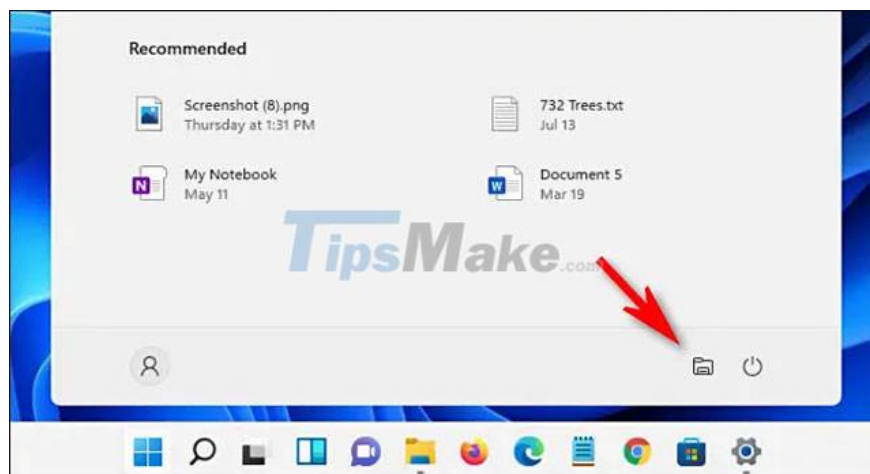 Recommended
Screenshot (8).png
Thursday at 1:31 PM
732 Trees.txt
Jul 13
My Notebook
May 11
Document 5
Mar 19
TipsMake.com